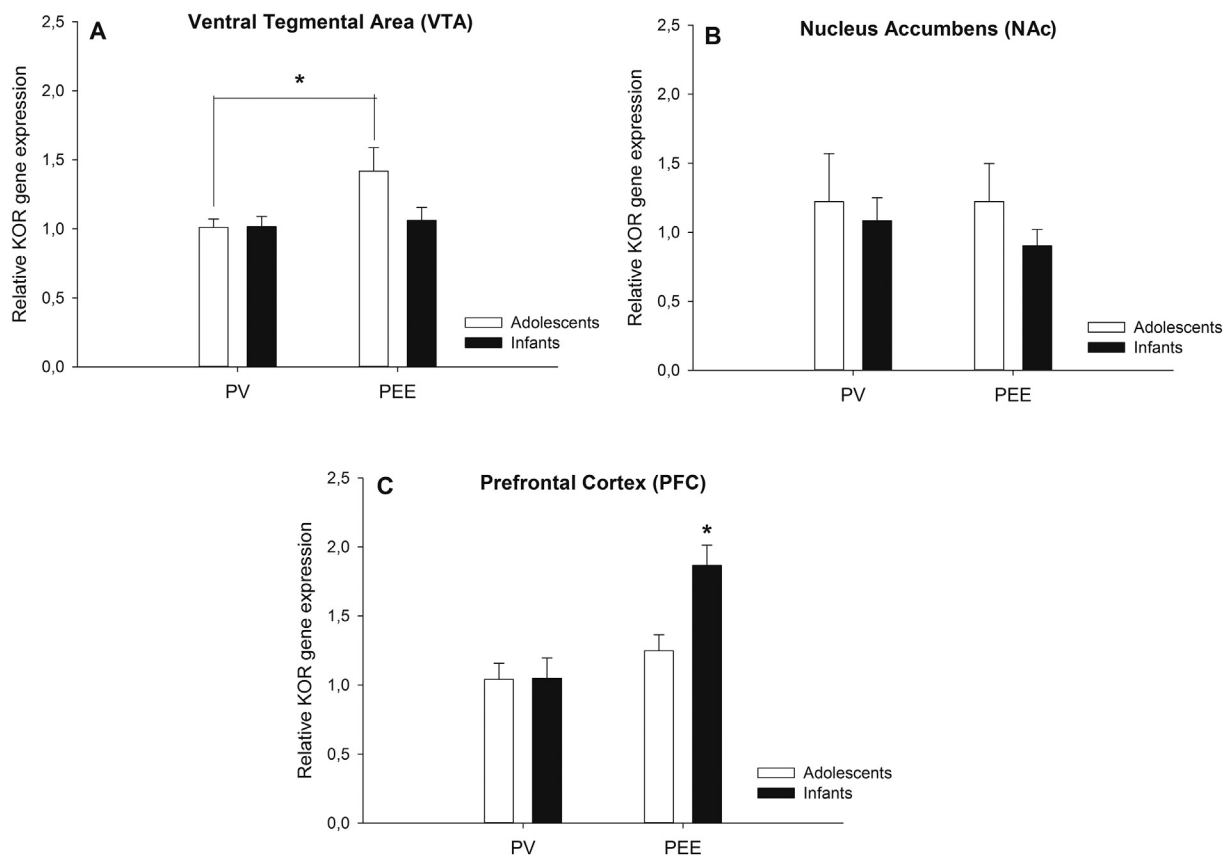 A
Ventral Tegmental Area (VTA)
2,5
2,0
1,5
1,0
0,5
0,0
Relative KOR gene expression
*
PV
PEE
Adolescents
Infants
B
Nucleus Accumbens (NAc)
2,5
2,0
1,5
1,0
0,5
0,0
Relative KOR gene expression
PV
PEE
Adolescents
Infants
C
Prefrontal Cortex (PFC)
2,5
2,0
1,5
1,0
0,5
0,0
Relative KOR gene expression
*
PV
PEE
Adolescents
Infants